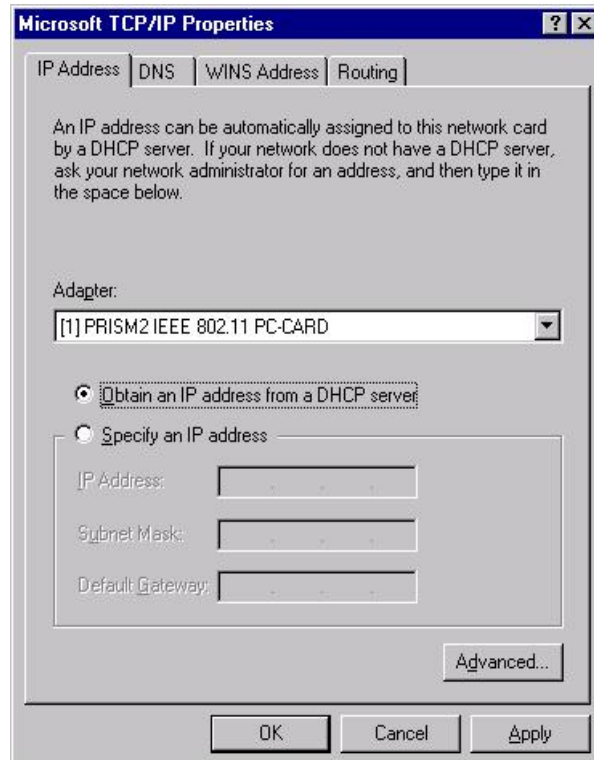 Microsoft TCP/IP Properties
IP Address DNS WINS Address Routing
An IP address can be automatically assigned to this network card
by a DHCP server. If your network does not have a DHCP server,
ask your network administrator for an address, and then type it in
the space below.
Adapter:
[1] PRISM2 IEEE 802.11 PC-CARD
Obtain an IP address from a DHCP server
Specify an IP address
IP Address:
Subnet Mask:
Default Gateway:
Advanced...
OK Cancel Apply